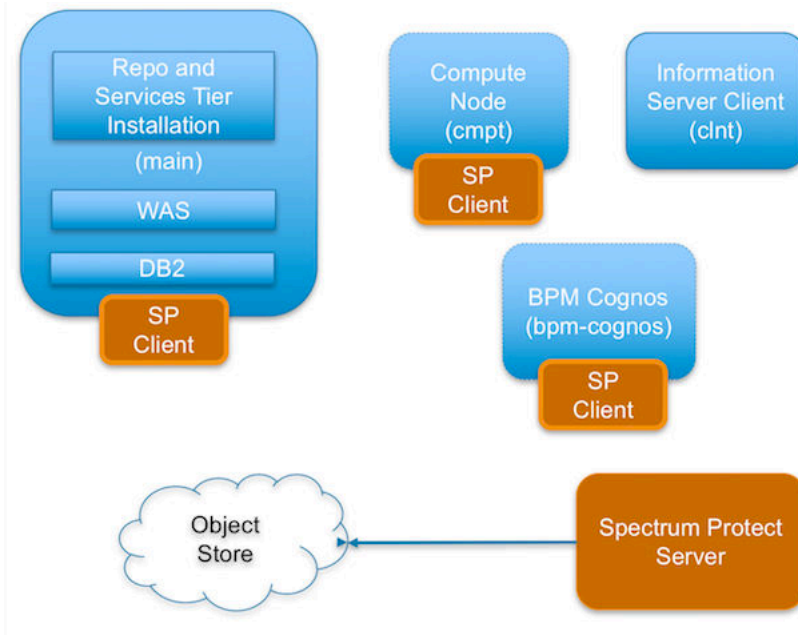 Repo and
Services Tier
Installation
(main)
WAS
DB2
SP
Client
Compute
Node
(cmpt)
SP
Client
Information
Server Client
(clnt)
BPM Cognos
(bpm-cognos)
SP
Client
Object
Store
Spectrum Protect
Server